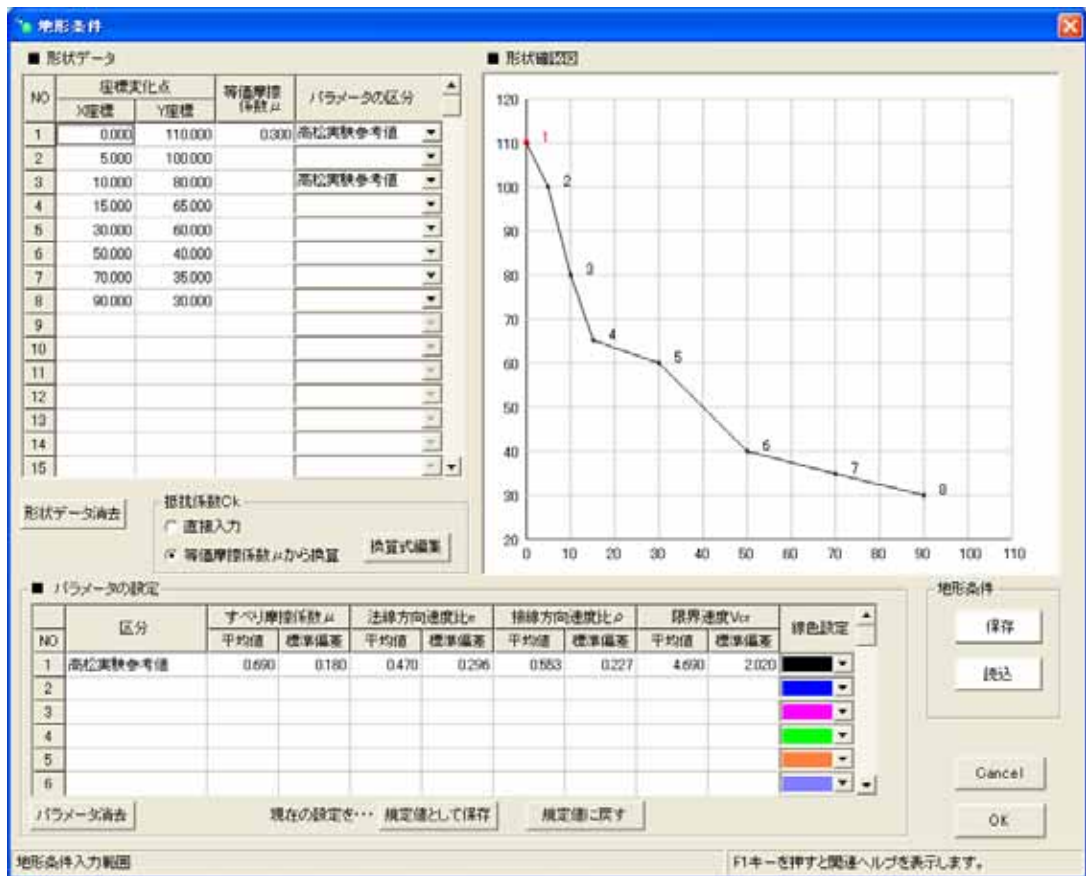 地形条件
■ 形状データ
NO 座標変化点 等価摩擦係数μ パラメータの区分
X座標 Y座標
1 0.000 110.000 0.300 高松実験参考値
2 5.000 100.000
3 10.000 80.000 高松実験参考値
4 15.000 65.000
5 30.000 60.000
6 50.000 40.000
7 70.000 35.000
8 90.000 30.000
9
10
11
12
13
14
15
形状データ消去
抵抗係数Ck
直接入力
等価摩擦係数μから換算
換算式編集
■ 形状確認図
120
110
100
90
80
70
60
50
40
30
20
0 10 20 30 40 50 60 70 80 90 100 110
1
2
3
4
5
6
7
8
■ パラメータの設定
NO 区分 すべり摩擦係数μ 法線方向速度比n 接線方向速度比ρ 限界速度Vcr 線色設定
平均値 標準偏差 平均値 標準偏差 平均値 標準偏差 平均値 標準偏差
1 高松実験参考値 0.690 0.180 0.470 0.296 0.553 0.227 4.690 2.020
2
3
4
5
6
パラメータ消去
現在の設定を・・・
規定値として保存
規定値に戻す
地形条件
保存
読込
Cancel
OK
地形条件入力範囲
F1キーを押すと関連ヘルプを表示します。